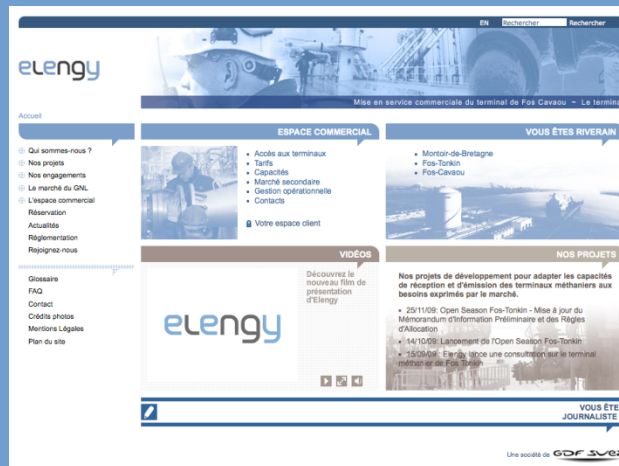 EN Rechercher Rechercher
elengy
Mise en service commerciale du terminal de Fos Cavaou – Le termina
Accueil
Qui sommes-nous ?
Nos projets
Nos engagements
Le marché du GNL
L'espace commercial
Réservation
Actualités
Réglementation
Rejoignez-nous
Glossaire
FAQ
Contact
Crédits photos
Mentions Légales
Plan du site
ESPACE COMMERCIAL
• Accès aux terminaux
• Tarifs
• Capacités
• Marché secondaire
• Gestion opérationnelle
• Contacts
Votre espace client
VOUS ÊTES RIVERAIN
• Montoir-de-Bretagne
• Fos-Tonkin
• Fos-Cavaou
VIDÉOS
Découvrez le
nouveau film de
présentation
d'Elengy
elengy
NOS PROJETS
Nos projets de développement pour adapter les capacités
de réception et d'émission des terminaux méthaniers aux
besoins exprimés par le marché.
• 25/11/09: Open Season Fos-Tonkin - Mise à jour du
Mémorandum d'Information Préliminaire et des Règles
d'Allocation
• 14/10/09: Lancement de l'Open Season Fos-Tonkin
• 15/09/09 : Elengy lance une consultation sur le terminal
méthanier de Fos Tonkin
VOUS ÊTE
JOURNALISTE
Une société de GDF SUEZ